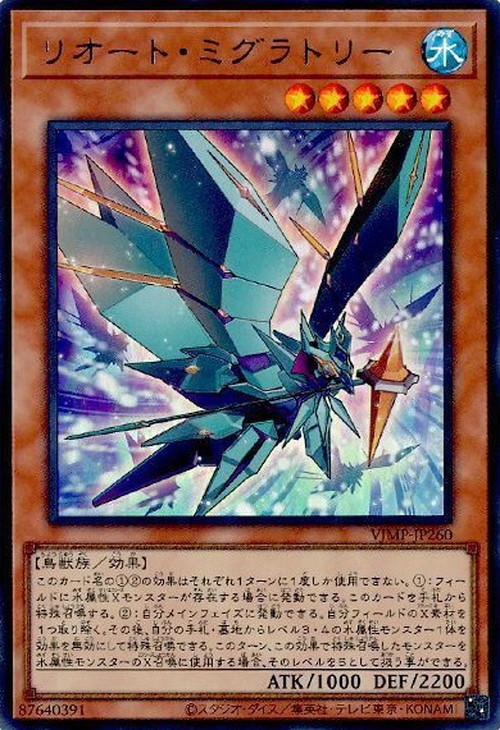 リオート・ミグラトリー
水
VJMP-JP260
【鳥獣族／効果】
このカード名の①②の効果はそれぞれ１ターンに１度しか使用できない。①：フィー
ルドに水属性Xモンスターが存在する場合に発動できる。このカードを手札から
特殊召喚する。②：自分メインフェイズに発動できる。自分フィールドのX素材を
１つ取り除く。その後、自分の手札・墓地からレベル３・４の水属性モンスター１体を
効果を無効にして特殊召喚できる。このターン、この効果で特殊召喚したモンスターを
水属性モンスターのX召喚に使用する場合、そのレベルを５として扱う事ができる。
ATK/1000 DEF/2200
87640391 ©スタジオ・ダイス／集英社・テレビ東京・KONAMI